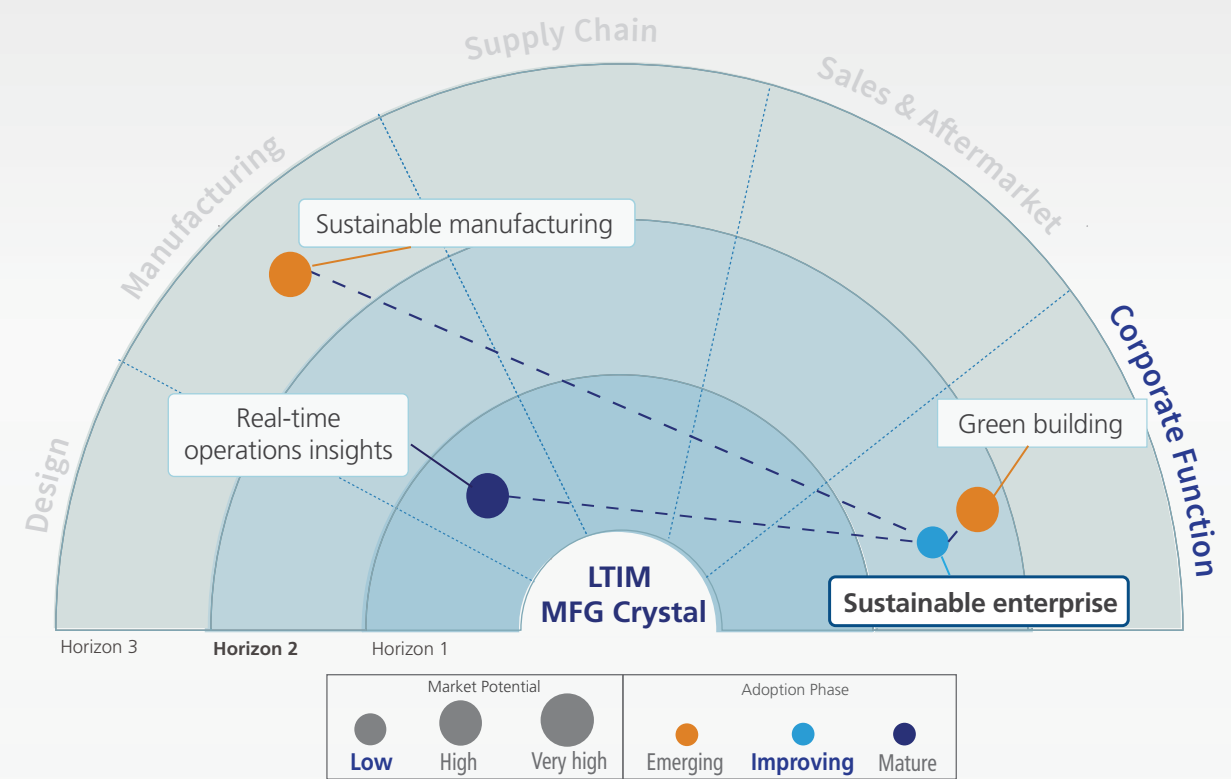 Supply Chain
Sales & Aftermarket
Manufacturing
Design
Corporate Function
Sustainable manufacturing
Real-time
operations insights
Green building
LTIM
MFG Crystal
Sustainable enterprise
Horizon 3
Horizon 2
Horizon 1
Market Potential
Low
High
Very high
Adoption Phase
Emerging
Improving
Mature